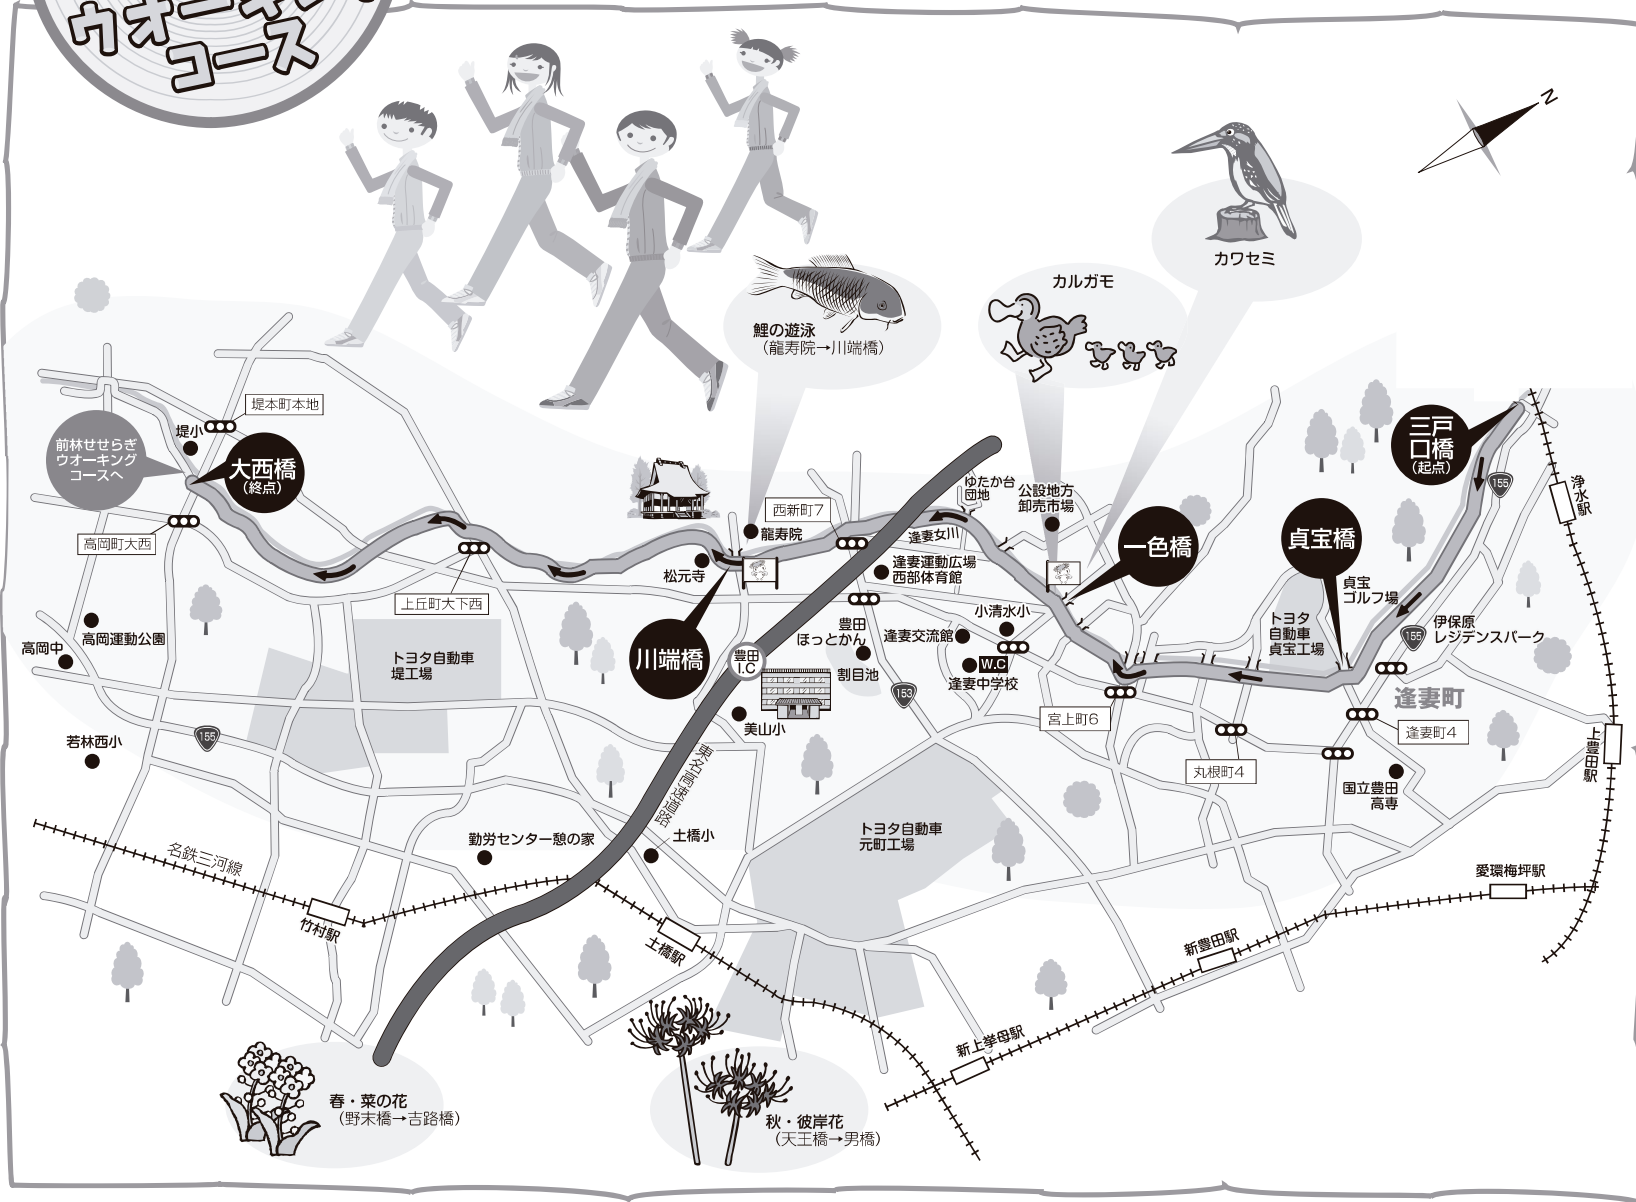 ウオーキング
コース
N
カワセミ
カルガモ
鯉の遊泳
(龍寿院→川端橋)
堤本町本地
堤小
前林せせらぎ
ウオーキング
コースへ
大西橋
(終点)
高岡町大西
上丘町大下西
松元寺
龍寿院
西新町7
ゆたか台
団地
公設地方
卸売市場
逢妻女川
逢妻運動広場
西部体育館
一色橋
貞宝橋
三戸
口橋
(起点)
155
浄水駅
貞宝
ゴルフ場
伊保原
レジデンスパーク
155
トヨタ
自動車
貞宝工場
逢妻町
逢妻町4
上豊田駅
国立豊田
高専
丸根町4
宮上町6
小清水小
逢妻交流館
W.C
逢妻中学校
豊田
ほっとかん
割目池
153
川端橋
豊田
I.C
美山小
東名高速道路
高岡運動公園
高岡中
トヨタ自動車
堤工場
155
若林西小
勤労センター憩の家
土橋小
トヨタ自動車
元町工場
名鉄三河線
竹村駅
土橋駅
愛環梅坪駅
新豊田駅
新上挙母駅
春・菜の花
(野末橋→吉路橋)
秋・彼岸花
(天王橋→男橋)